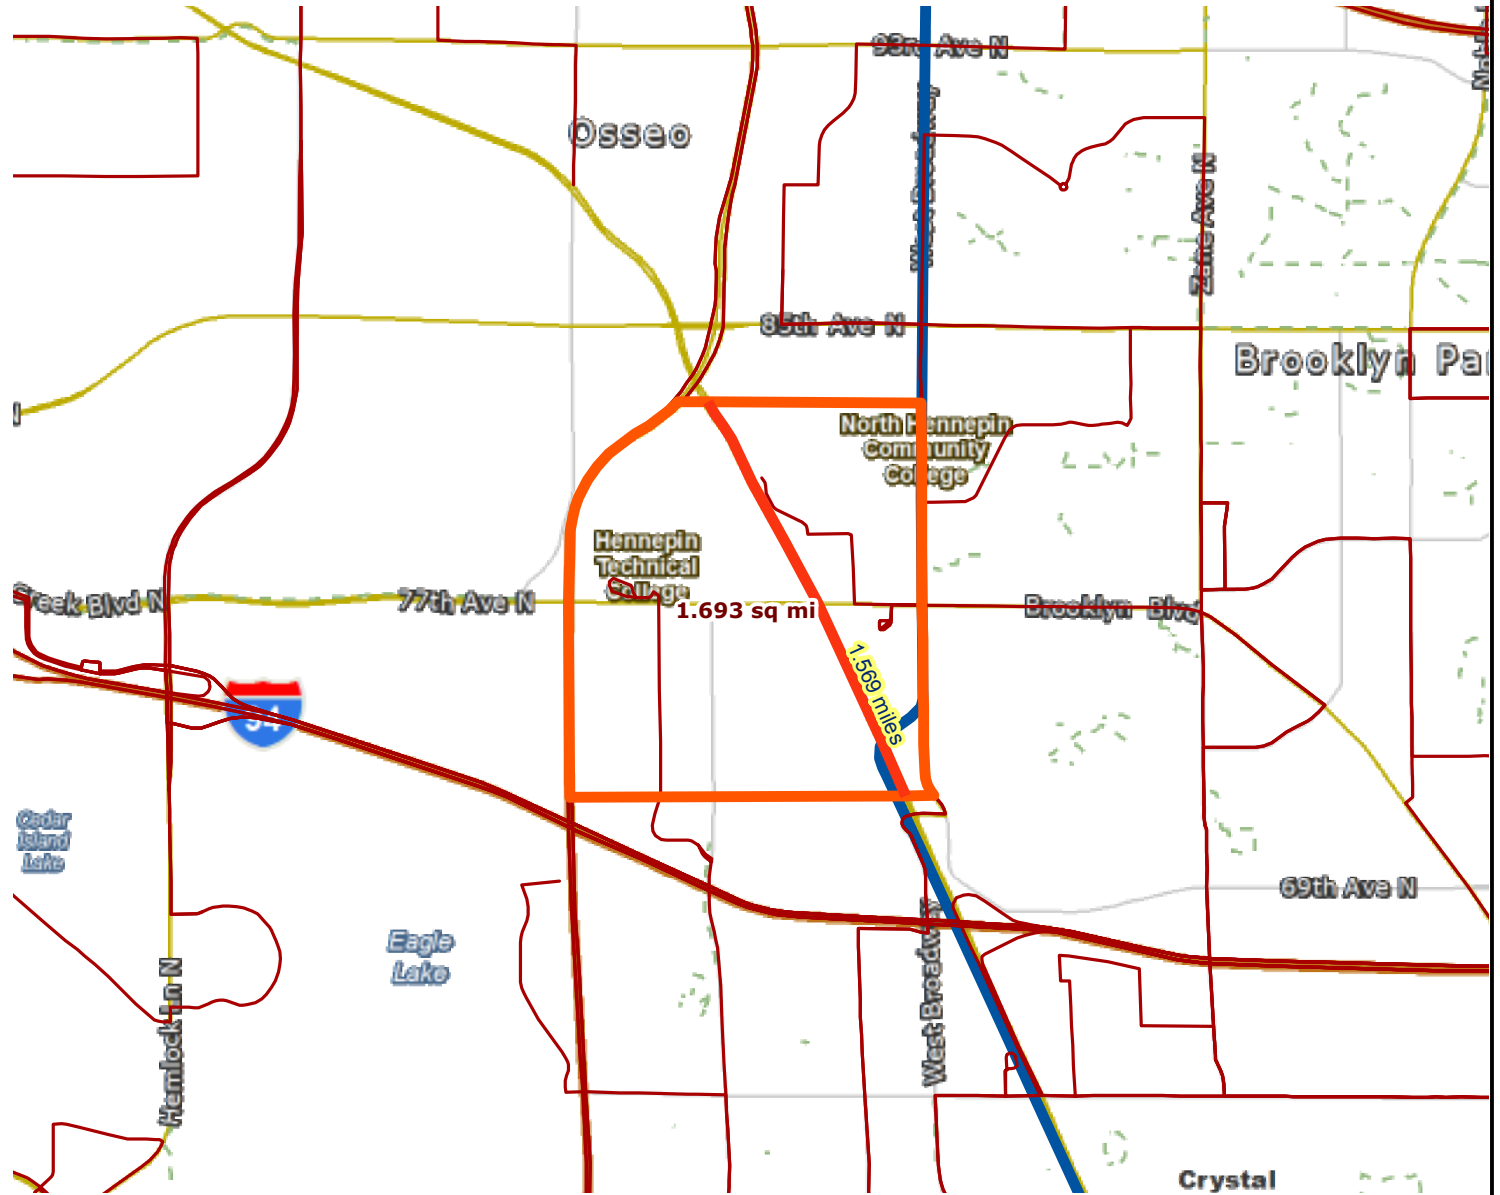 93rd Ave N
Osseo
West Broadway
Zane Ave N
85th Ave N
Brooklyn Pa
North Hennepin
Community
College
Hennepin
Technical
College
Creek Blvd N
77th Ave N
1.693 sq mi
Brooklyn Blvd
1.569 miles
94
Cedar
Island
Lake
69th Ave N
Eagle
Lake
West Broadway
Hemlock Ln N
Crystal